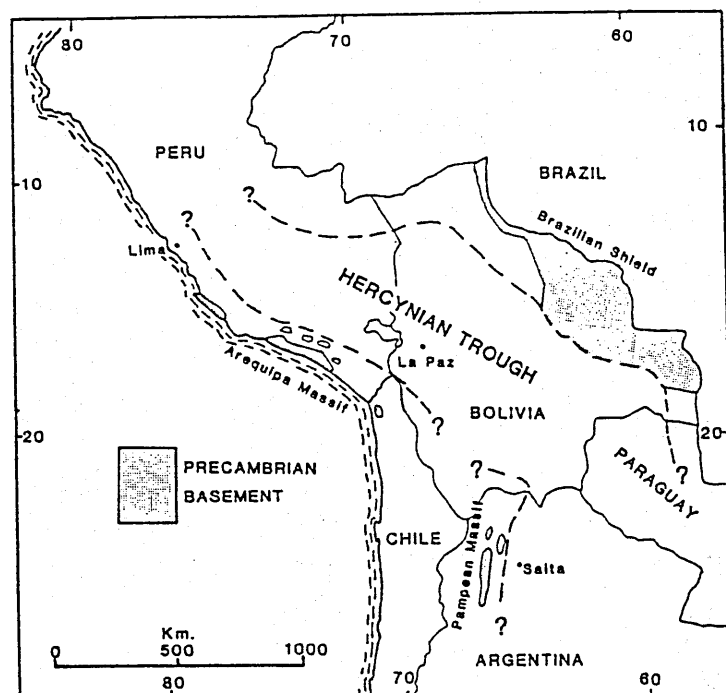 80
70
60
10
PERU
BRAZIL
10
?
?
Brazilian Shield
Lima
HERCYNIAN TROUGH
La Paz
Arequipa Massif
BOLIVIA
20
?
20
?
?
PARAGUAY
PRECAMBRIAN
BASEMENT
CHILE
Pampean Massif
Salta
?
Km.
0 500 1000
ARGENTINA
80
70
60